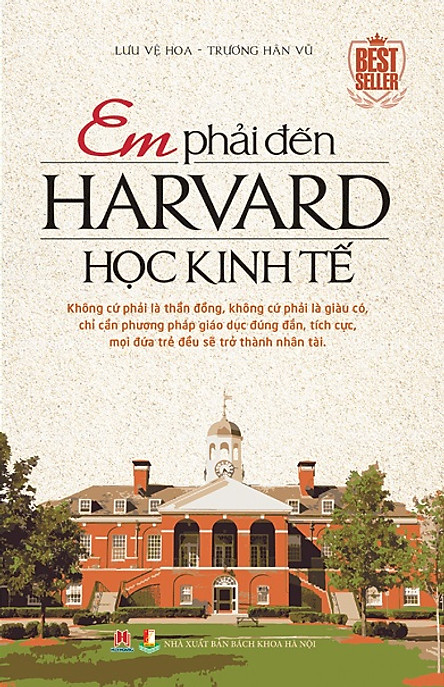 LƯU VỆ HOA - TRƯƠNG HÂN VŨ
BEST
SELLER
Em phải đến
HARVARD
HỌC KINH TẾ
Không cứ phải là thần đồng, không cứ phải là giàu có,
chỉ cần phương pháp giáo dục đúng đắn, tích cực,
mọi đứa trẻ đều sẽ trở thành nhân tài.
HUYHOANG
NHÀ XUẤT BẢN BÁCH KHOA HÀ NỘI